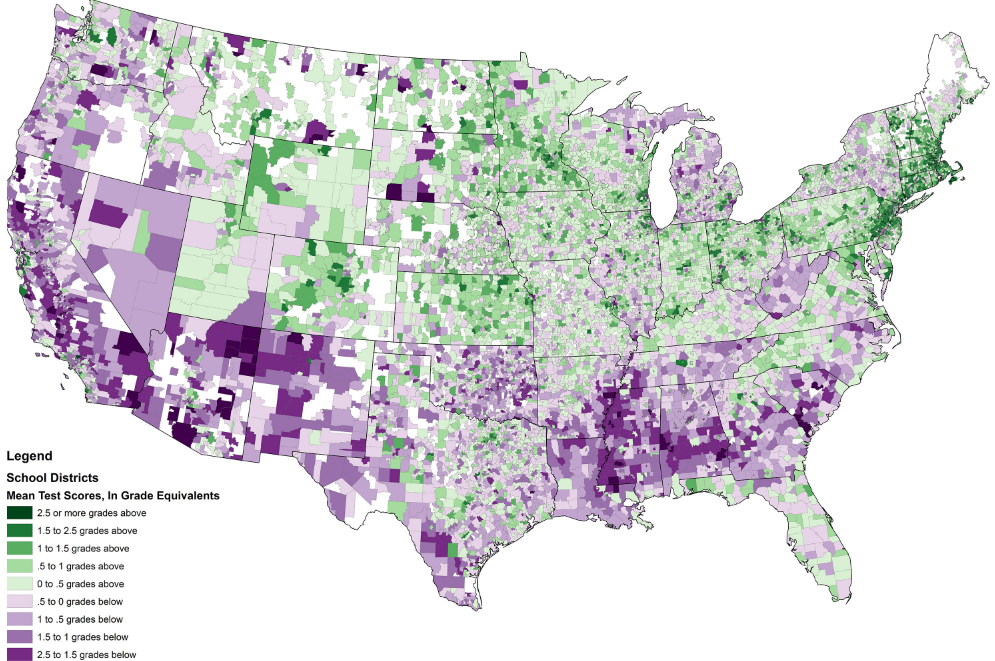 Legend
School Districts
Mean Test Scores, In Grade Equivalents
2.5 or more grades above
1.5 to 2.5 grades above
1 to 1.5 grades above
.5 to 1 grades above
0 to .5 grades above
.5 to 0 grades below
1 to .5 grades below
1.5 to 1 grades below
2.5 to 1.5 grades below